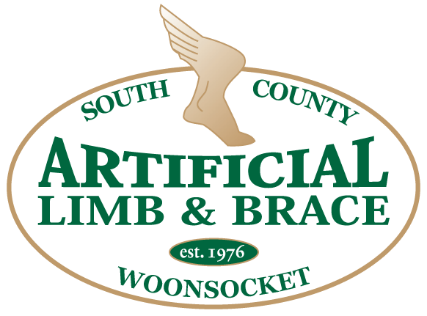 SOUTH COUNTY
ARTIFICIAL
LIMB & BRACE
est. 1976
WOONSOCKET